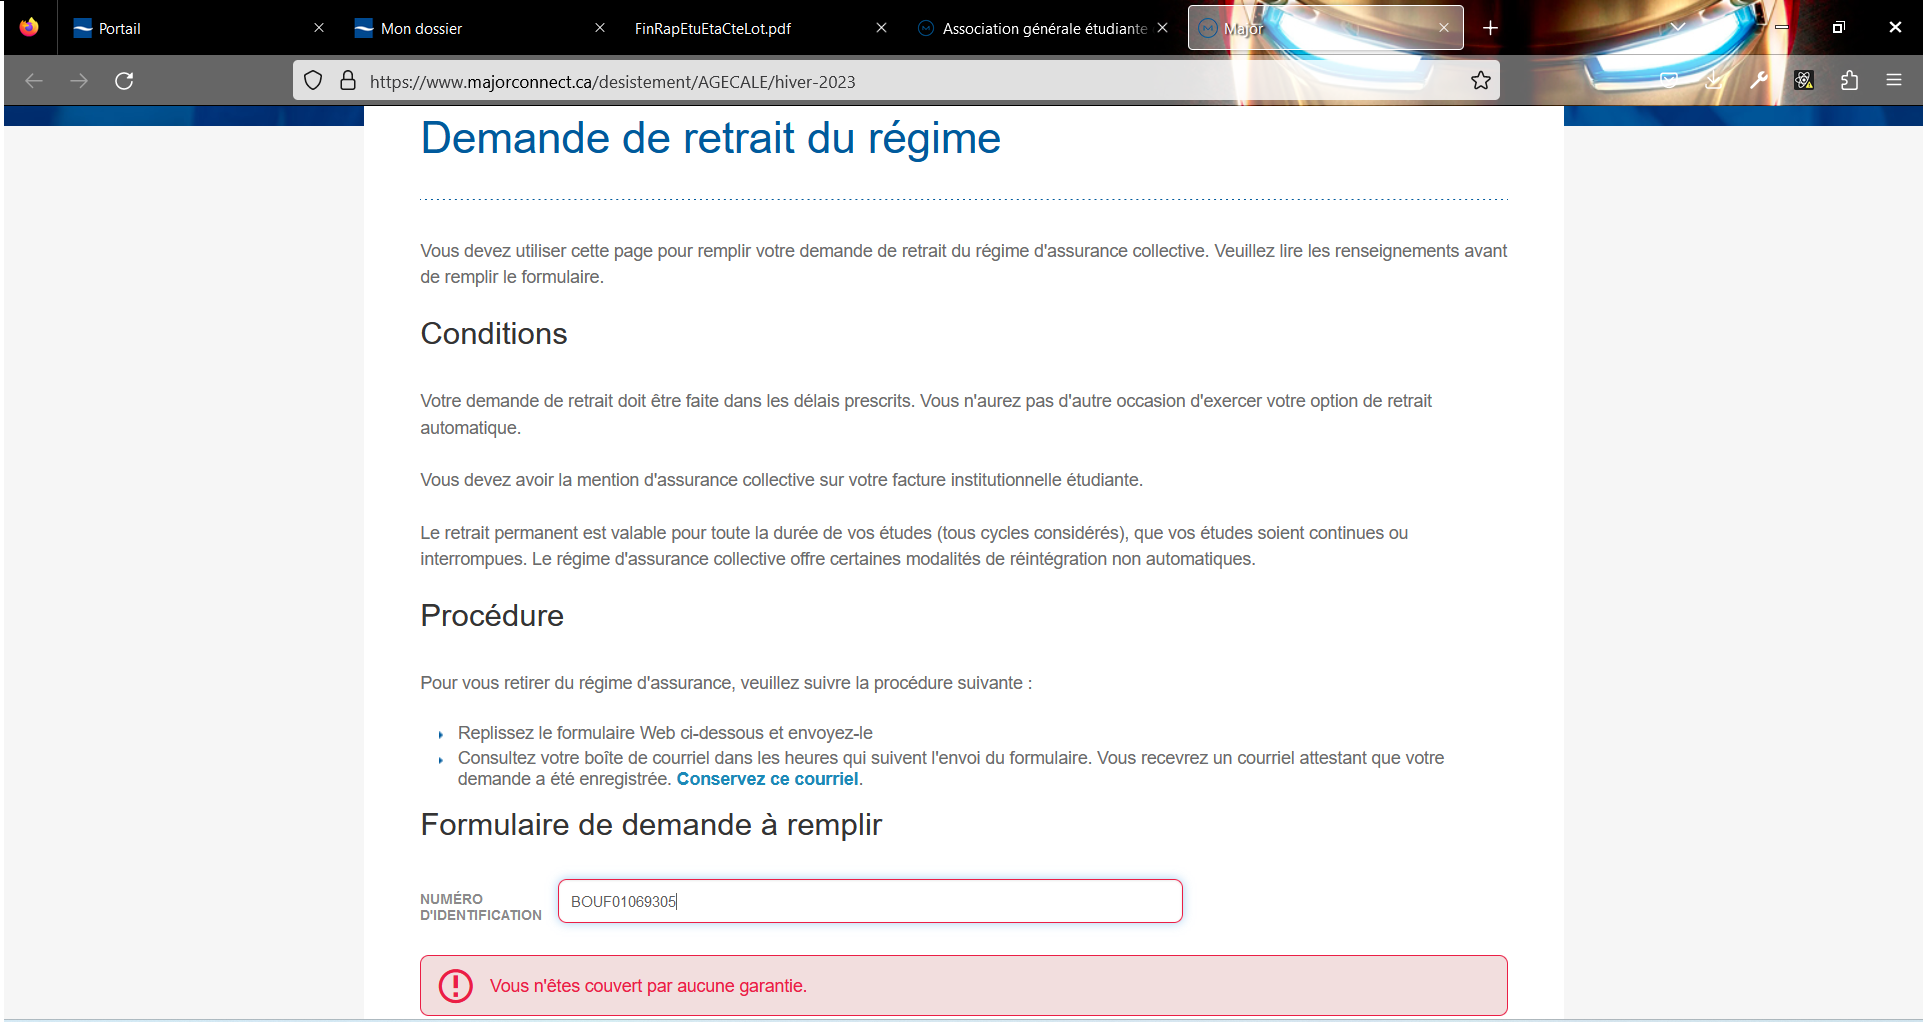 Portail
Mon dossier
FinRapEtuEtaCteLot.pdf
Association générale étudiante
Major
https://www.majorconnect.ca/desistement/AGECALE/hiver-2023
Demande de retrait du régime
Vous devez utiliser cette page pour remplir votre demande de retrait du régime d'assurance collective. Veuillez lire les renseignements avant
de remplir le formulaire.
Conditions
Votre demande de retrait doit être faite dans les délais prescrits. Vous n'aurez pas d'autre occasion d'exercer votre option de retrait
automatique.
Vous devez avoir la mention d'assurance collective sur votre facture institutionnelle étudiante.
Le retrait permanent est valable pour toute la durée de vos études (tous cycles considérés), que vos études soient continues ou
interrompues. Le régime d'assurance collective offre certaines modalités de réintégration non automatiques.
Procédure
Pour vous retirer du régime d'assurance, veuillez suivre la procédure suivante :
Replissez le formulaire Web ci-dessous et envoyez-le
Consultez votre boîte de courriel dans les heures qui suivent l'envoi du formulaire. Vous recevrez un courriel attestant que votre
demande a été enregistrée. Conservez ce courriel.
Formulaire de demande à remplir
NUMÉRO
D'IDENTIFICATION
BOUF01069305
Vous n'êtes couvert par aucune garantie.